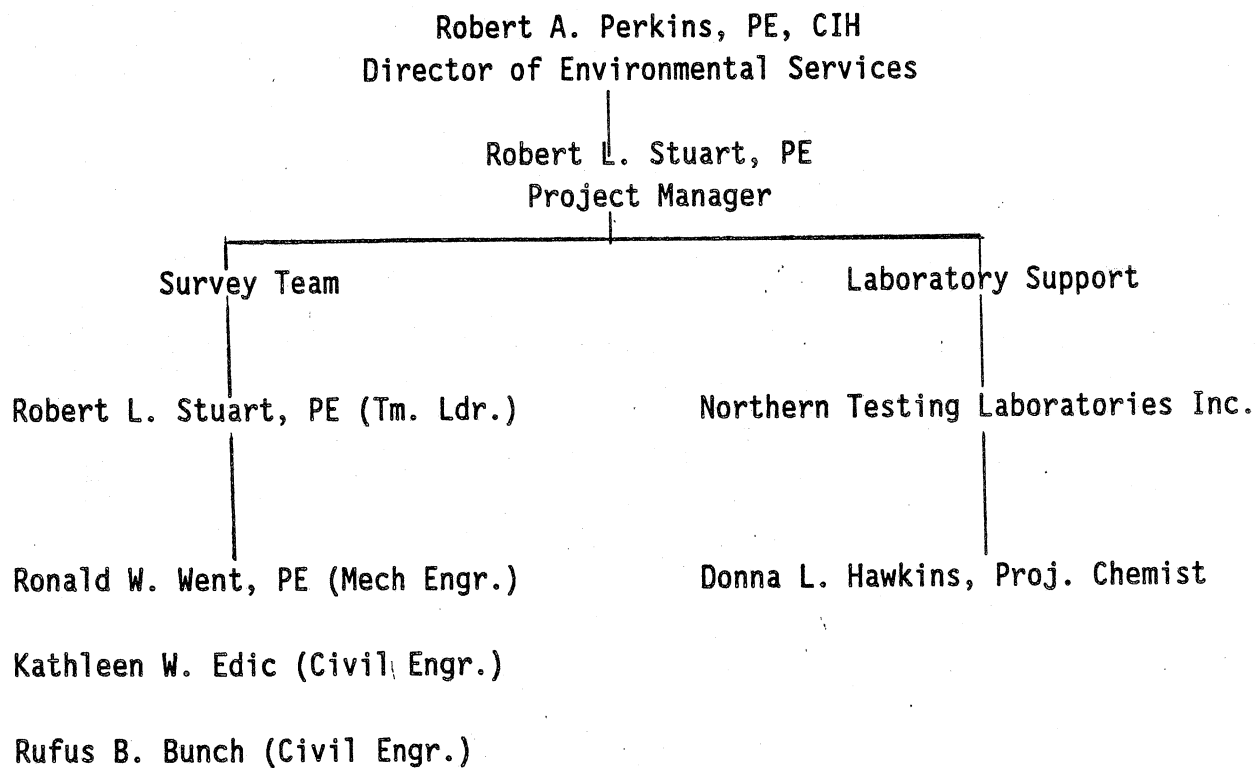 Robert A. Perkins, PE, CIH
Director of Environmental Services
Robert L. Stuart, PE
Project Manager
Survey Team
Laboratory Support
Robert L. Stuart, PE (Tm. Ldr.)
Northern Testing Laboratories Inc.
Ronald W. Went, PE (Mech Engr.)
Donna L. Hawkins, Proj. Chemist
Kathleen W. Edic (Civil Engr.)
Rufus B. Bunch (Civil Engr.)